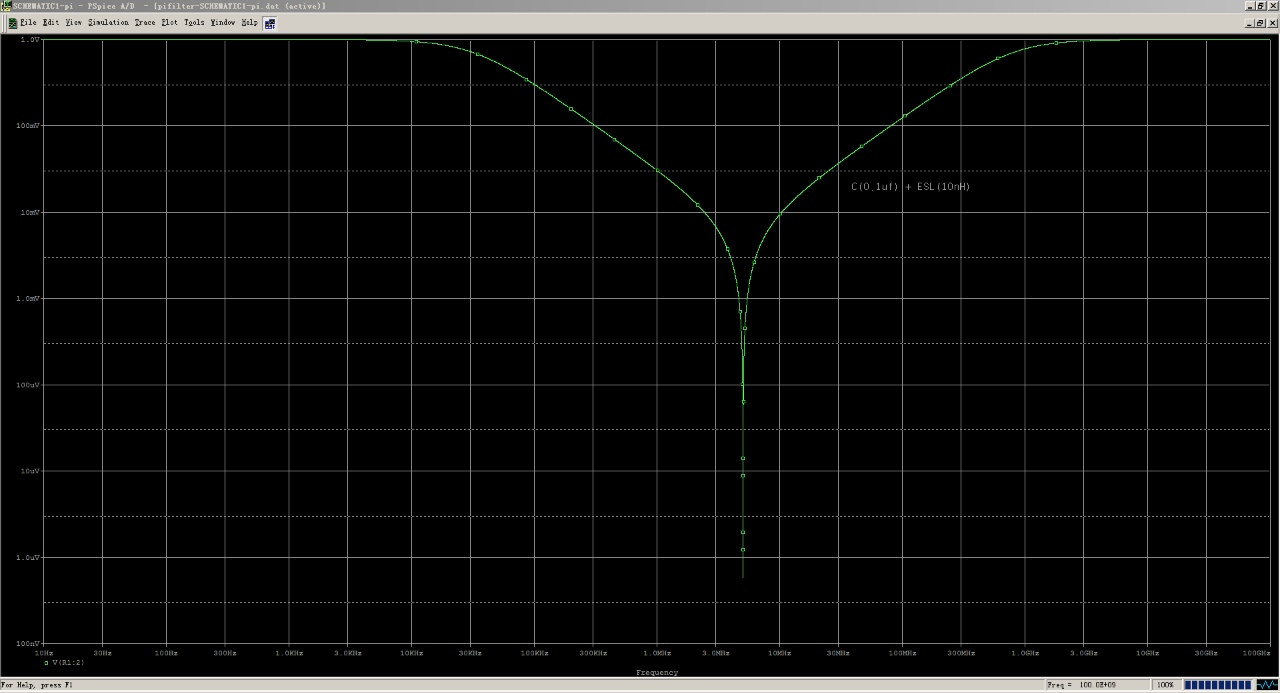 SCHEMATIC1-pi - PSpice A/D - [pifilter-SCHEMATIC1-pi.dat (active)]
File Edit View Simulation Trace Plot Tools Window Help
1.0V
100mV
10mV
C(0.1uf) + ESL(10nH)
1.0mV
100uV
10uV
1.0uV
100nV
10Hz 30Hz 100Hz 300Hz 1.0KHz 3.0KHz 10KHz 30KHz 100KHz 300KHz 1.0MHz 3.0MHz 10MHz 30MHz 100MHz 300MHz 1.0GHz 3.0GHz 10GHz 30GHz 100GHz
V(R1:2)
Frequency
For Help, press F1 Freq = 100.0E+09 100%